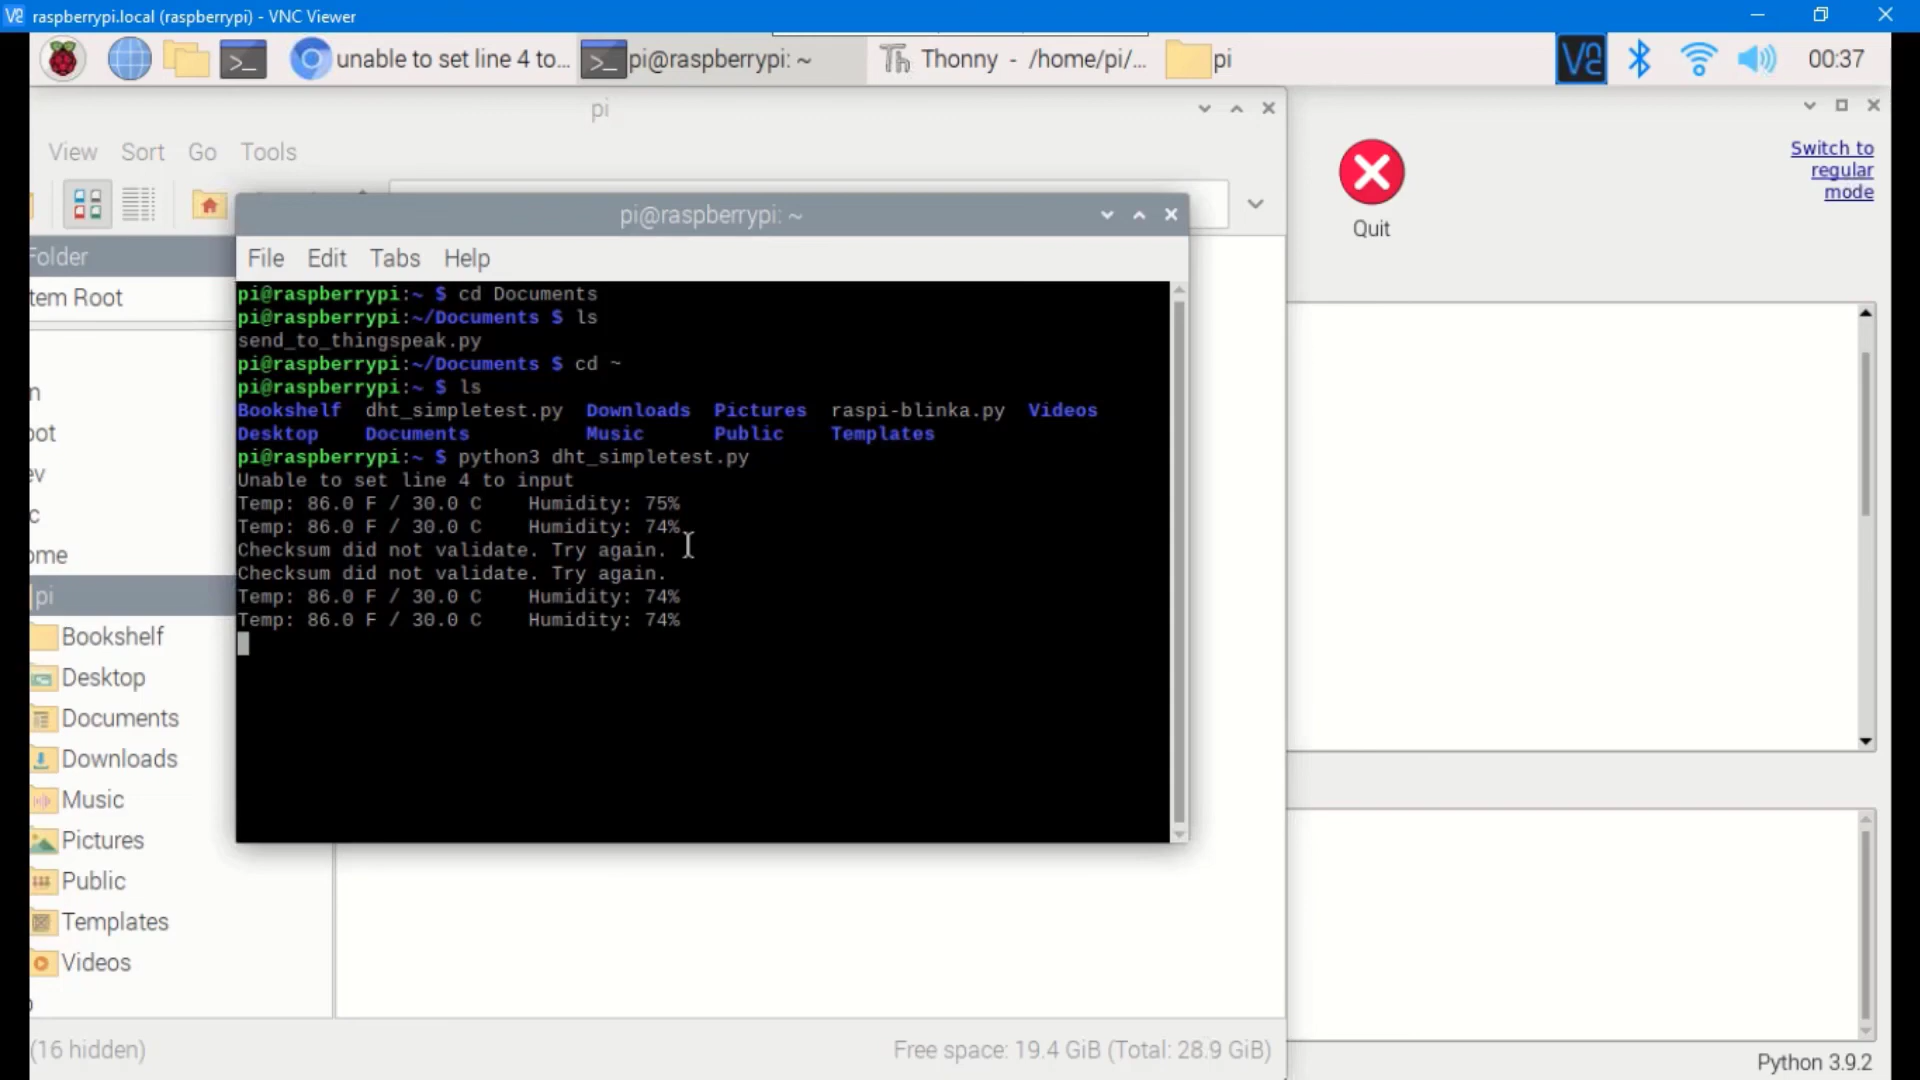 raspberrypi.local (raspberrypi) - VNC Viewer
unable to set line 4 to...
pi@raspberrypi: ~
Thonny - /home/pi/...
pi
00:37
pi
View Sort Go Tools
Switch to
regular
mode
Quit
pi@raspberrypi: ~
File Edit Tabs Help
pi@raspberrypi:~ $ cd Documents
pi@raspberrypi:~/Documents $ ls
send_to_thingspeak.py
pi@raspberrypi:~/Documents $ cd ~
pi@raspberrypi:~ $ ls
Bookshelf dht_simpletest.py Downloads Pictures raspi-blinka.py Videos
Desktop Documents Music Public Templates
pi@raspberrypi:~ $ python3 dht_simpletest.py
Unable to set line 4 to input
Temp: 86.0 F / 30.0 C Humidity: 75%
Temp: 86.0 F / 30.0 C Humidity: 74%
Checksum did not validate. Try again.
Checksum did not validate. Try again.
Temp: 86.0 F / 30.0 C Humidity: 74%
Temp: 86.0 F / 30.0 C Humidity: 74%
Folder
tem Root
n
oot
ev
c
ome
pi
Bookshelf
Desktop
Documents
Downloads
Music
Pictures
Public
Templates
Videos
(16 hidden)
Free space: 19.4 GiB (Total: 28.9 GiB)
Python 3.9.2